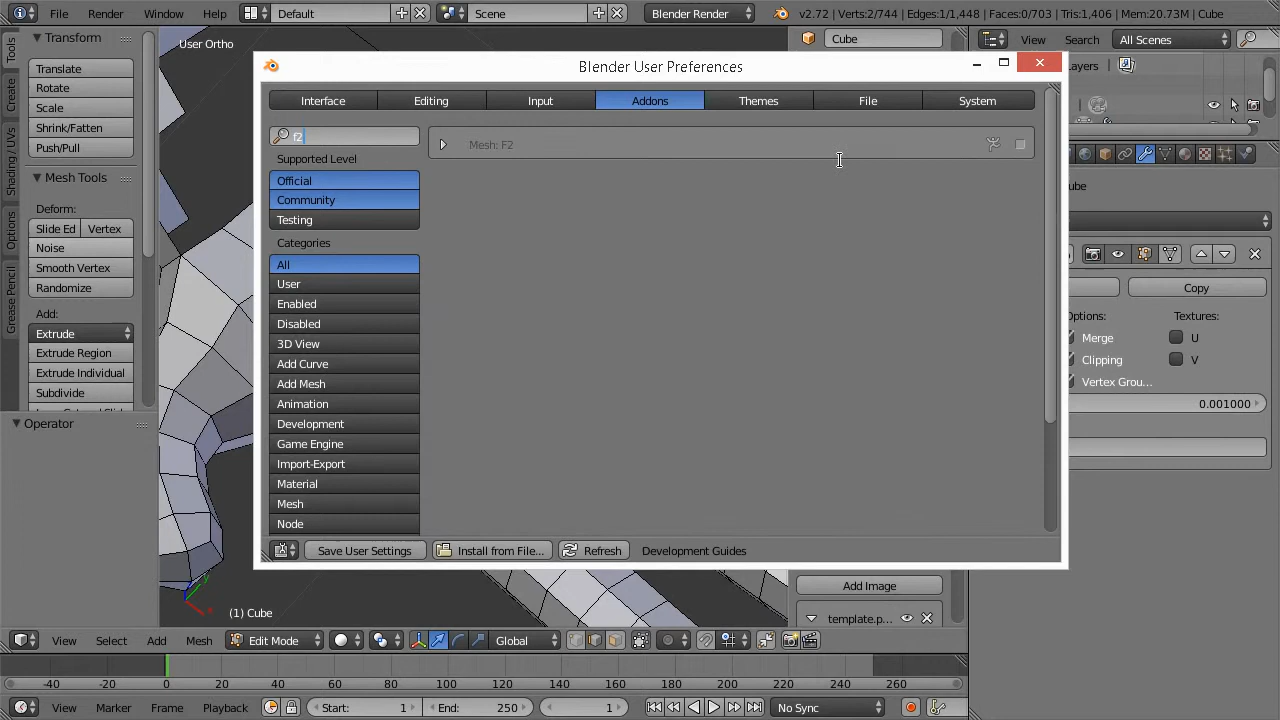 File Render Window Help Default Scene Blender Render v2.72 | Verts:2/744 | Edges:1/1,448 | Faces:0/703 | Tris:1,406 | Mem:20.73M | Cube
Tools
Create
Shading / UVs
Options
Grease Pencil
Transform
Translate
Rotate
Scale
Shrink/Fatten
Push/Pull
Mesh Tools
Deform:
Slide Ed Vertex
Noise
Smooth Vertex
Randomize
Add:
Extrude
Extrude Region
Extrude Individual
Subdivide
Operator
User Ortho
Cube
View Search All Scenes
Blender User Preferences
Interface Editing Input Addons Themes File System
f2
Supported Level
Official
Community
Testing
Categories
All
User
Enabled
Disabled
3D View
Add Curve
Add Mesh
Animation
Development
Game Engine
Import-Export
Material
Mesh
Node
Mesh: F2
Save User Settings Install from File... Refresh Development Guides
Copy
Textures:
Merge U
Clipping V
Vertex Grou...
0.001000
Add Image
template.p...
(1) Cube
View Select Add Mesh Edit Mode Global
-40 -20 0 20 40 60 80 100 120 140 160 180 200 220 240 260
View Marker Frame Playback Start: 1 End: 250 1 No Sync